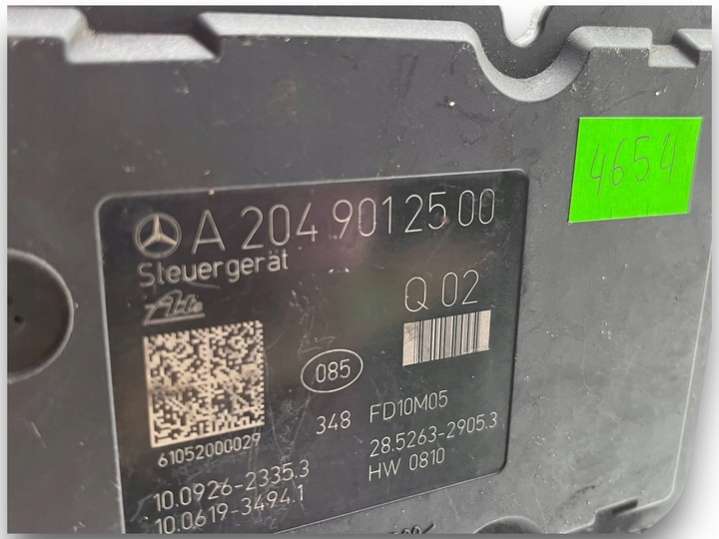 4654
A 204 901 25 00
Steuergerät
Ate
Q 02
085
348 FD10M05
61052000029
28.5263-2905.3
10.0926-2335.3
HW 0810
10.0619-3494.1